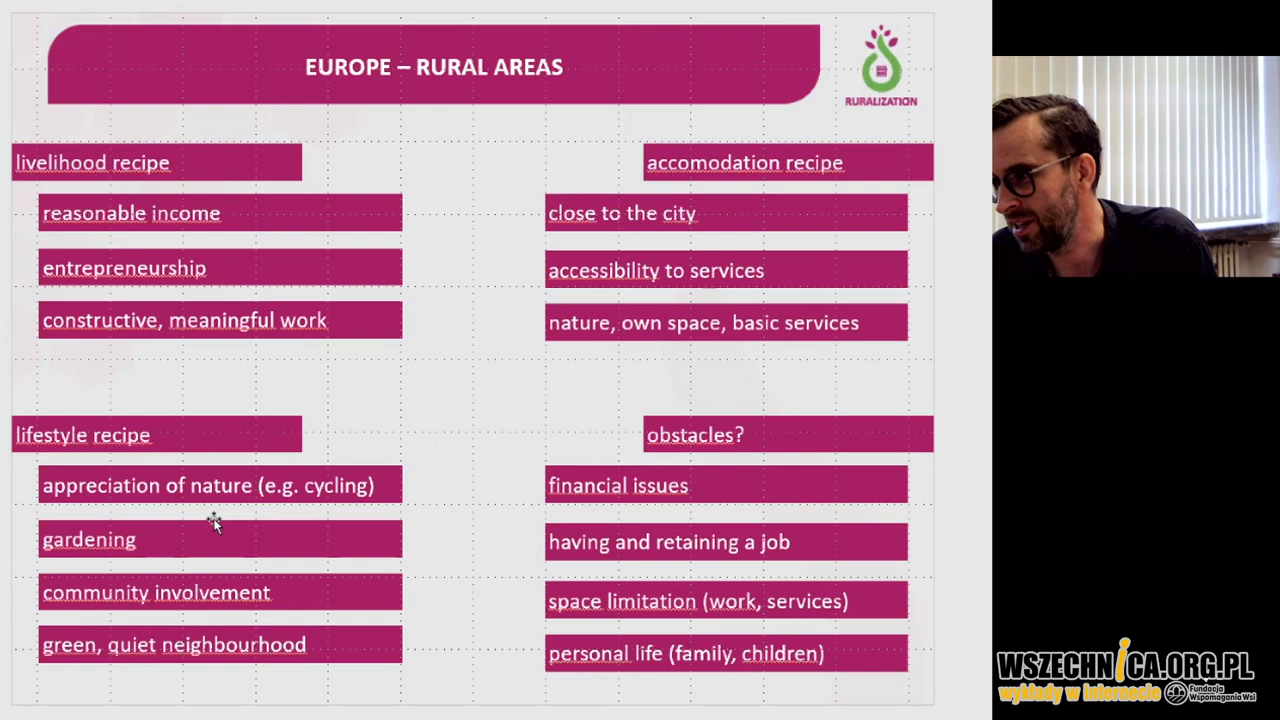 EUROPE – RURAL AREAS
RURALIZATION
livelihood recipe
reasonable income
entrepreneurship
constructive, meaningful work
accomodation recipe
close to the city
accessibility to services
nature, own space, basic services
lifestyle recipe
appreciation of nature (e.g. cycling)
gardening
community involvement
green, quiet neighbourhood
obstacles?
financial issues
having and retaining a job
space limitation (work, services)
personal life (family, children)
WSZECHNICA.ORG.PL
wykłady w internecie
Fundacja
Wspomagania Wsi